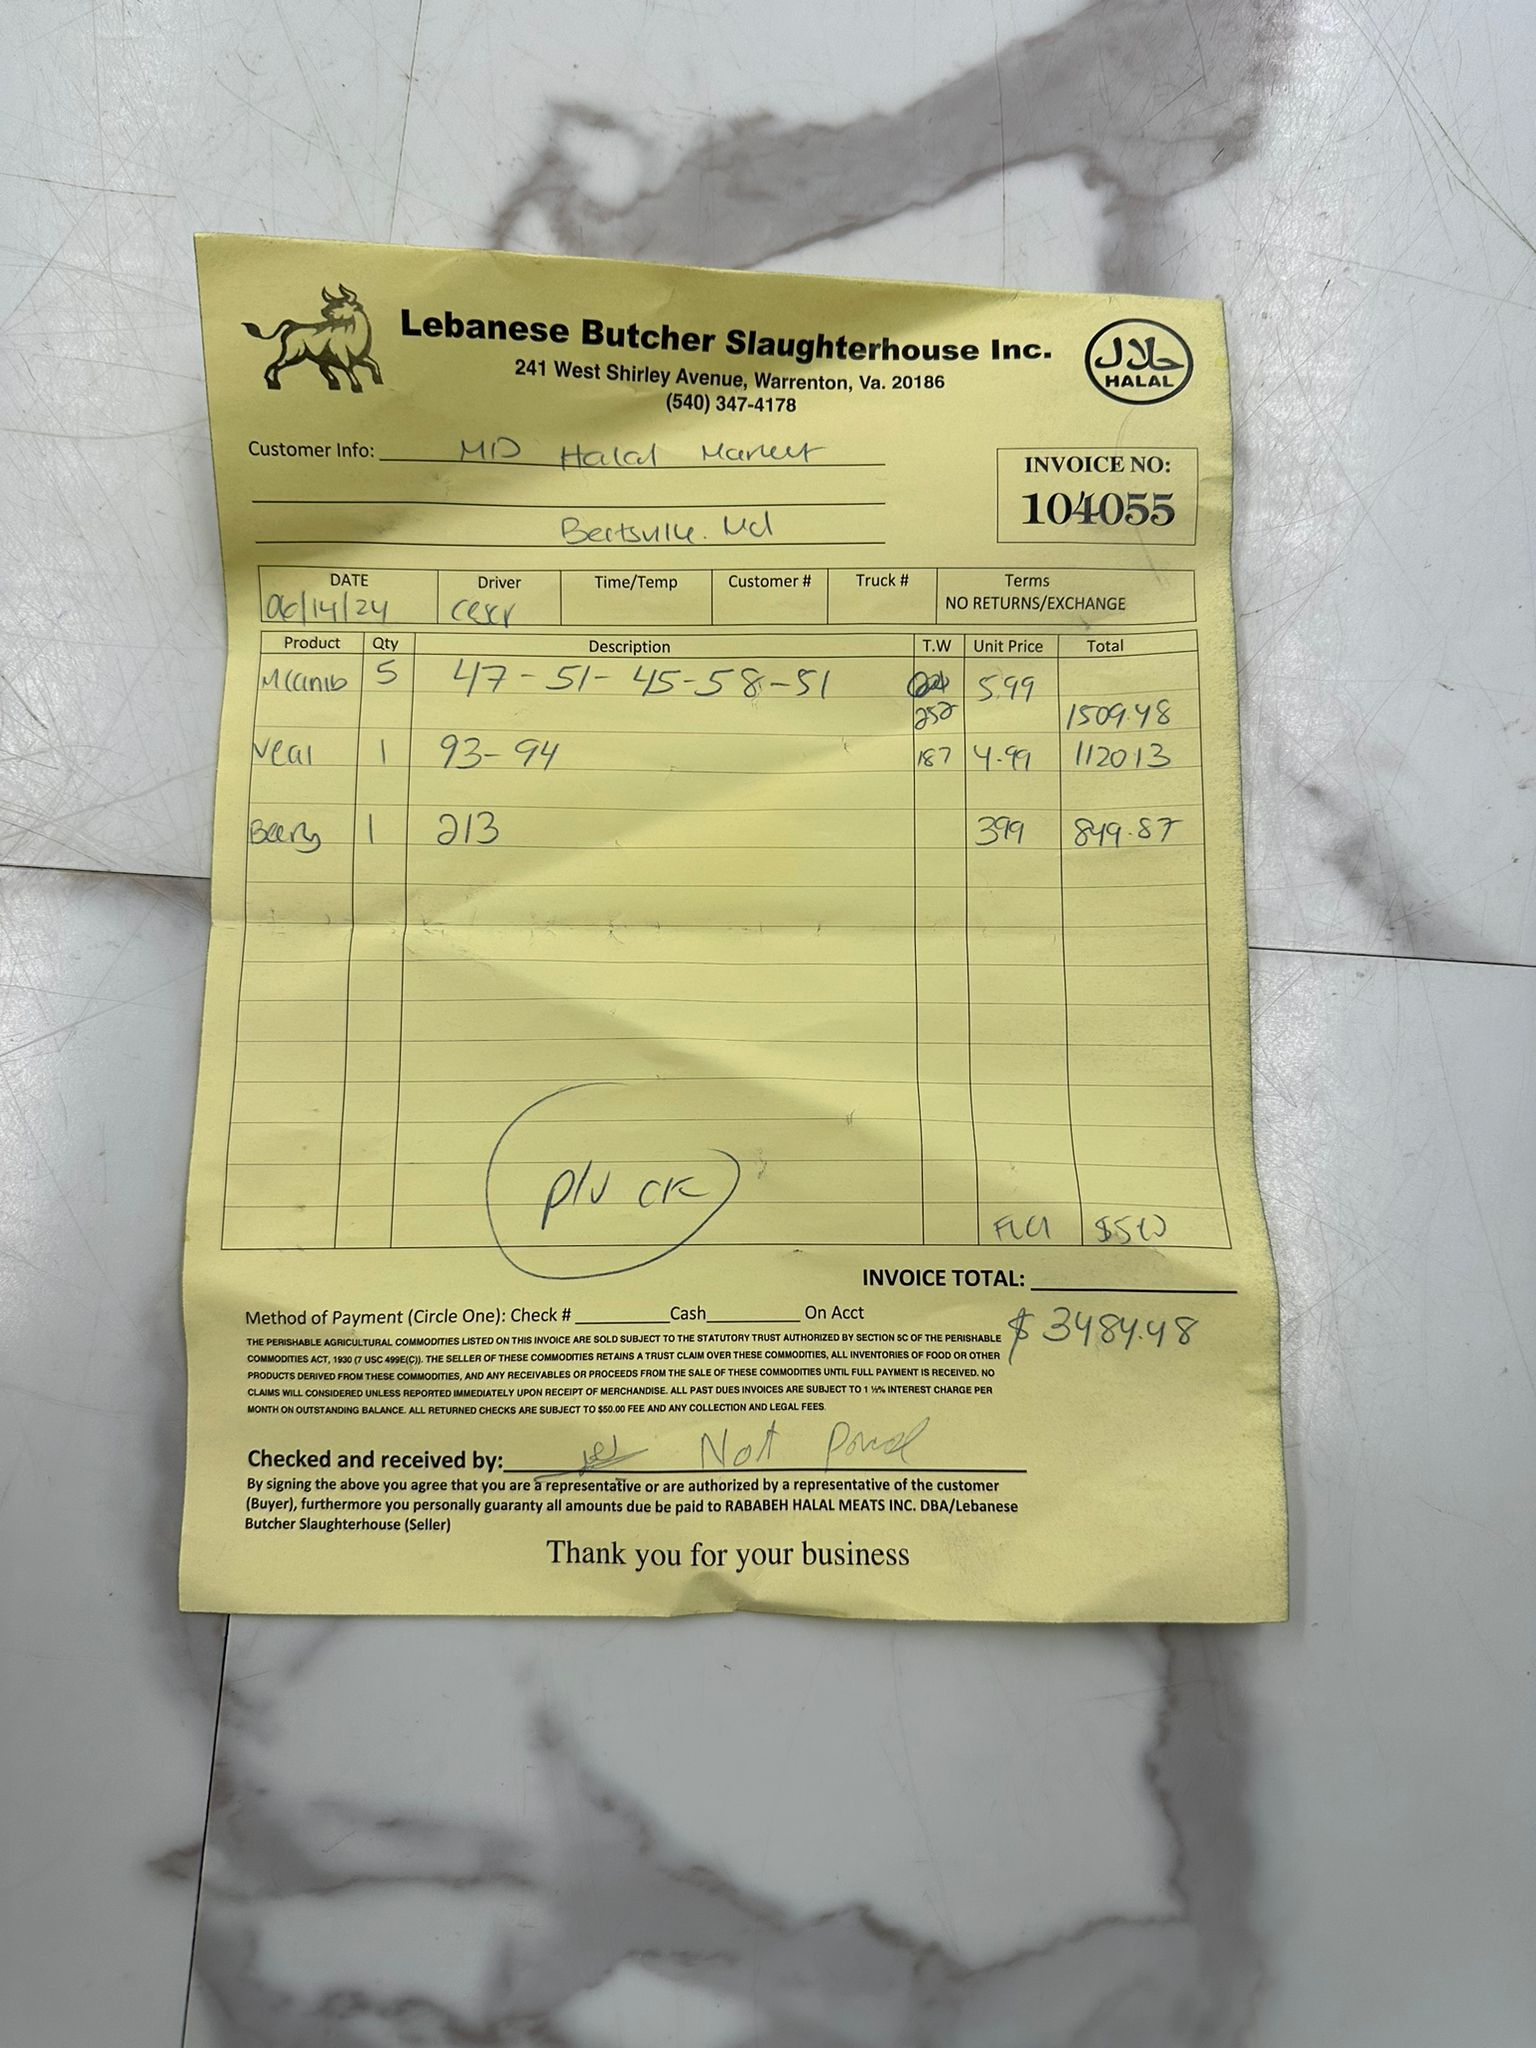 Lebanese Butcher Slaughterhouse Inc.
241 West Shirley Avenue, Warrenton, Va. 20186
(540) 347-4178
حلال
HALAL
Customer Info: MD Halal Market
Beltsville. Md
INVOICE NO:
104055
DATE Driver Time/Temp Customer # Truck # Terms
06/14/24 NO RETURNS/EXCHANGE
Product Qty Description T.W Unit Price Total
5 47-51-45-58-51 5.99
252 1509.48
Veal 1 93-94 187 4.99 112013
1 213 399 849.87
pluck
$5
INVOICE TOTAL:
Method of Payment (Circle One): Check # Cash On Acct
$3484.48
THE PERISHABLE AGRICULTURAL COMMODITIES LISTED ON THIS INVOICE ARE SOLD SUBJECT TO THE STATUTORY TRUST AUTHORIZED BY SECTION 5C OF THE PERISHABLE
COMMODITIES ACT, 1930 (7 USC 499E(C)). THE SELLER OF THESE COMMODITIES RETAINS A TRUST CLAIM OVER THESE COMMODITIES, ALL INVENTORIES OF FOOD OR OTHER
PRODUCTS DERIVED FROM THESE COMMODITIES, AND ANY RECEIVABLES OR PROCEEDS FROM THE SALE OF THESE COMMODITIES UNTIL FULL PAYMENT IS RECEIVED. NO
CLAIMS WILL CONSIDERED UNLESS REPORTED IMMEDIATELY UPON RECEIPT OF MERCHANDISE. ALL PAST DUES INVOICES ARE SUBJECT TO 1 ½% INTEREST CHARGE PER
MONTH ON OUTSTANDING BALANCE. ALL RETURNED CHECKS ARE SUBJECT TO $50.00 FEE AND ANY COLLECTION AND LEGAL FEES.
Checked and received by: Not
By signing the above you agree that you are a representative or are authorized by a representative of the customer
(Buyer), furthermore you personally guaranty all amounts due be paid to RABABEH HALAL MEATS INC. DBA/Lebanese
Butcher Slaughterhouse (Seller)
Thank you for your business